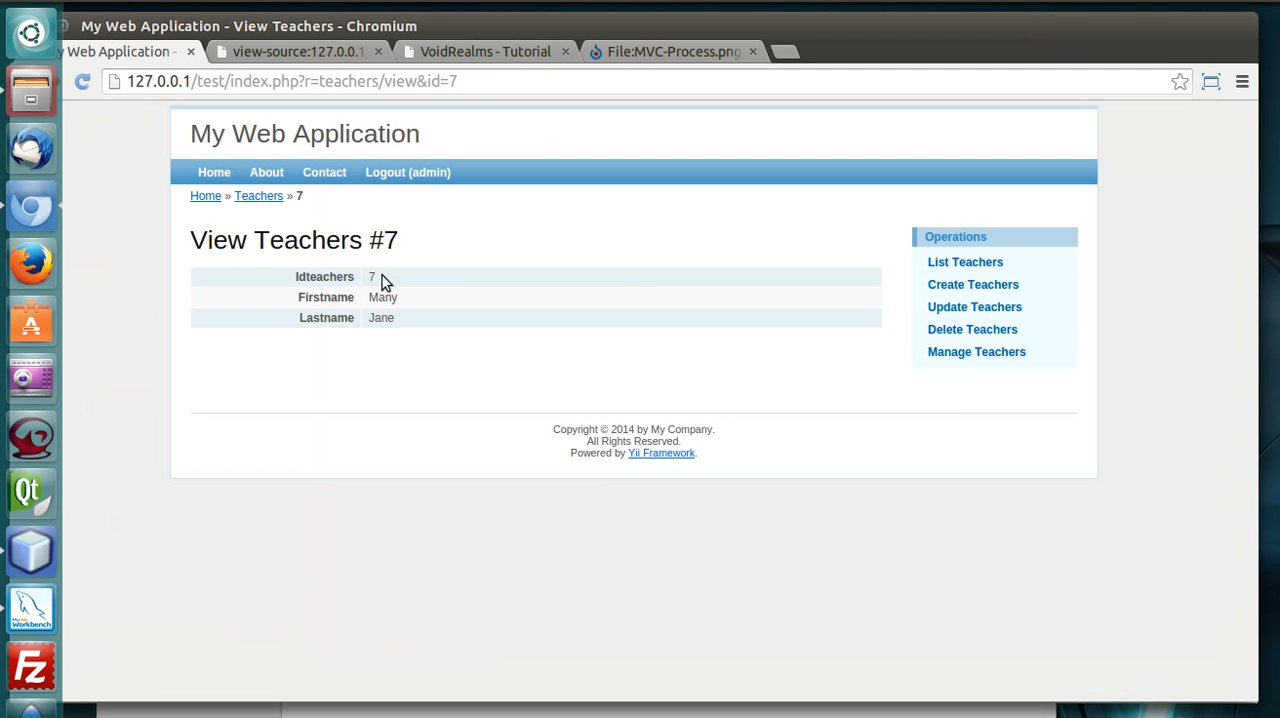 My Web Application - View Teachers - Chromium
y Web Application - × view-source:127.0.0.1 × VoidRealms - Tutorial × File:MVC-Process.png ×
127.0.0.1/test/index.php?r=teachers/view&id=7
My Web Application
Home About Contact Logout (admin)
Home » Teachers » 7
View Teachers #7
Idteachers 7
Firstname Many
Lastname Jane
Operations
List Teachers
Create Teachers
Update Teachers
Delete Teachers
Manage Teachers
Copyright © 2014 by My Company.
All Rights Reserved.
Powered by Yii Framework.
Qt
Workbench
Fz